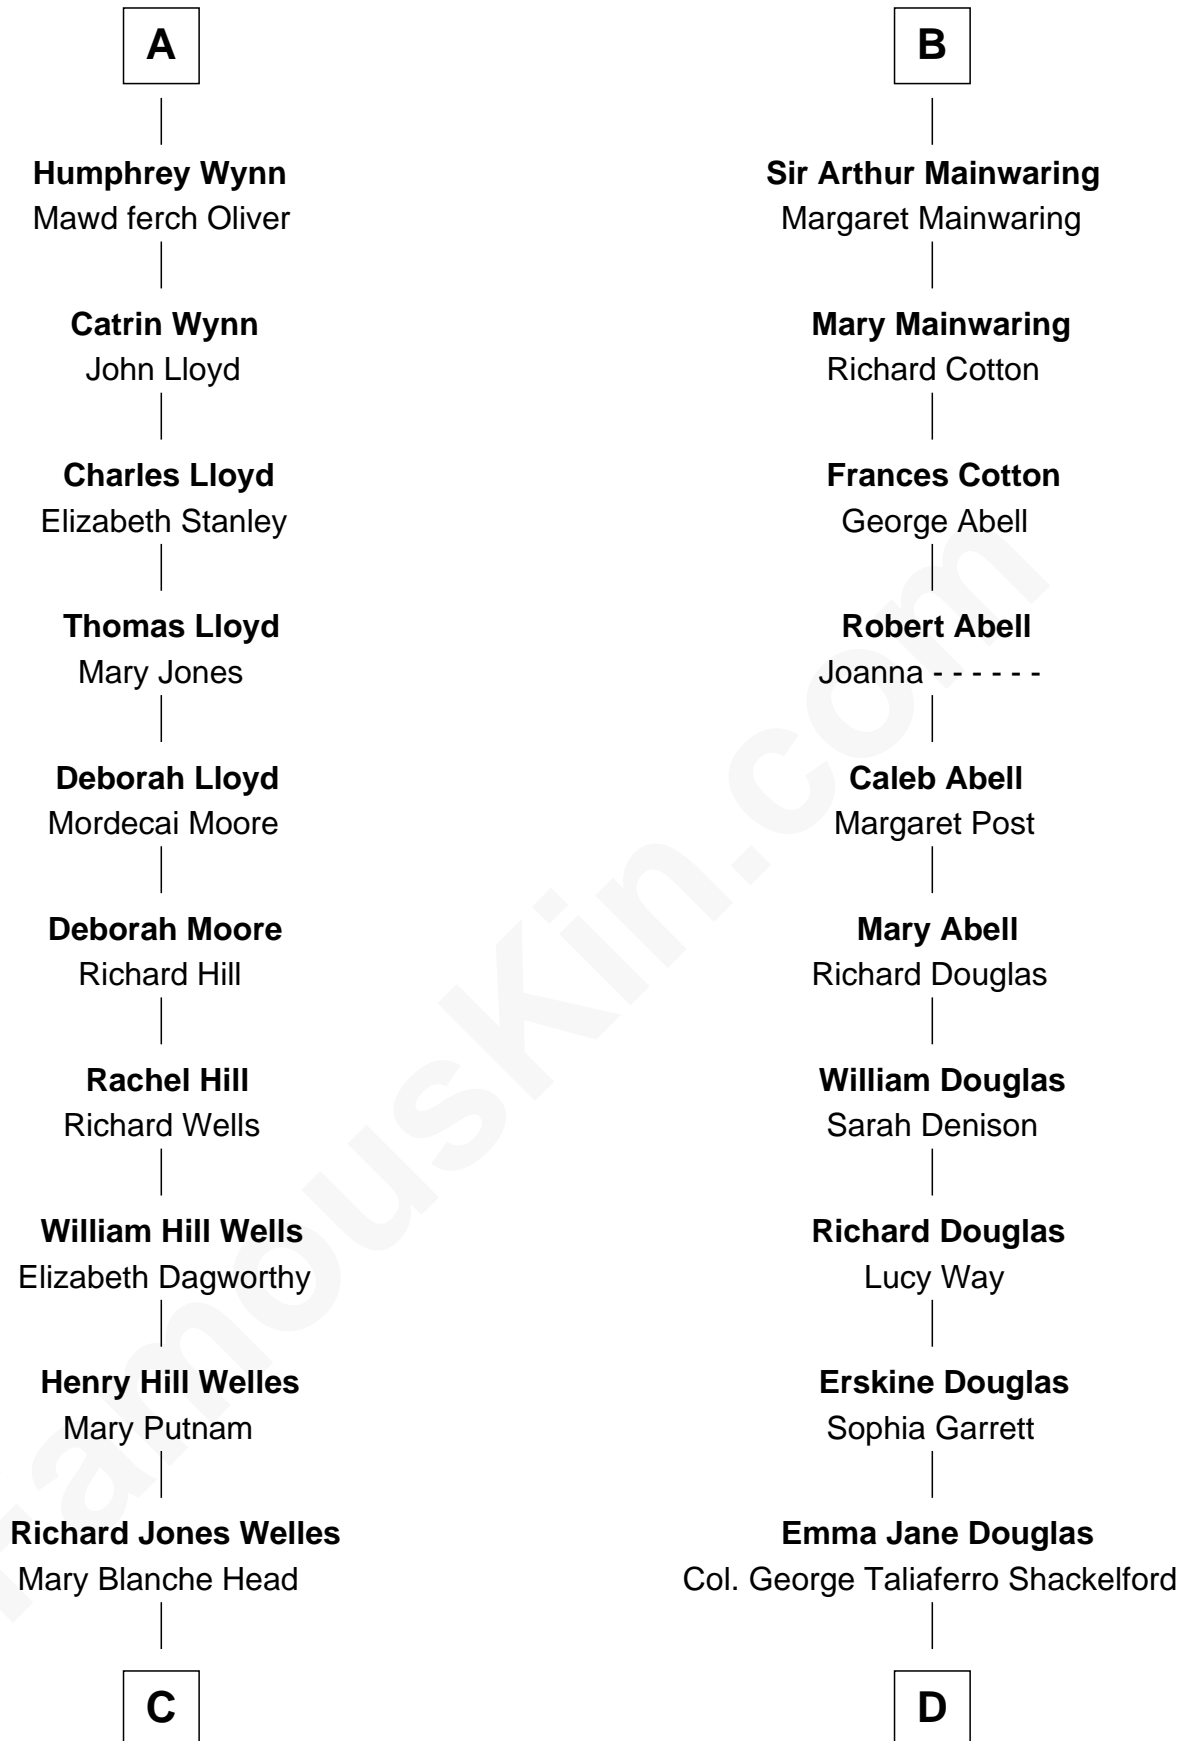 A
Humphrey Wynn
Mawd ferch Oliver
Catrin Wynn
John Lloyd
Charles Lloyd
Elizabeth Stanley
Thomas Lloyd
Mary Jones
Deborah Lloyd
Mordecai Moore
Deborah Moore
Richard Hill
Rachel Hill
Richard Wells
William Hill Wells
Elizabeth Dagworthy
Henry Hill Welles
Mary Putnam
Richard Jones Welles
Mary Blanche Head
C
B
Sir Arthur Mainwaring
Margaret Mainwaring
Mary Mainwaring
Richard Cotton
Frances Cotton
George Abell
Robert Abell
Joanna - - - - - -
Caleb Abell
Margaret Post
Mary Abell
Richard Douglas
William Douglas
Sarah Denison
Richard Douglas
Lucy Way
Erskine Douglas
Sophia Garrett
Emma Jane Douglas
Col. George Taliaferro Shackelford
D
FamousKin.com